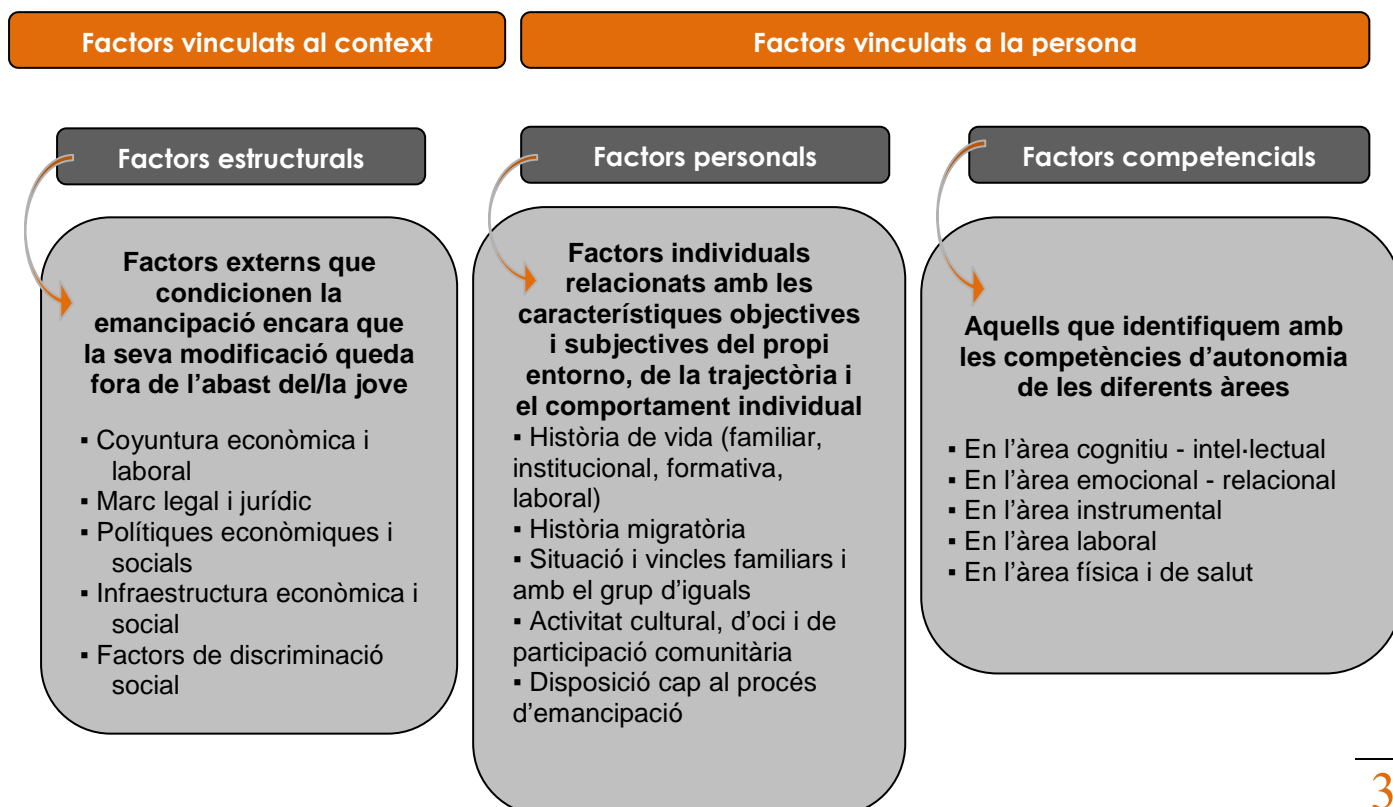 Factors vinculats al context
Factors vinculats a la persona
Factors estructurals
Factors externs que
condicionen la
emancipació encara que
la seva modificació queda
fora de l’abast del/la jove
▪ Coyuntura econòmica i
laboral
▪ Marc legal i jurídic
▪ Polítiques econòmiques i
socials
▪ Infraestructura econòmica i
social
▪ Factors de discriminació
social
Factors personals
Factors individuals
relacionats amb les
característiques objectives
i subjectives del propi
entorno, de la trajectòria i
el comportament individual
▪ Història de vida (familiar,
institucional, formativa,
laboral)
▪ Història migratòria
▪ Situació i vincles familiars i
amb el grup d’iguals
▪ Activitat cultural, d’oci i de
participació comunitària
▪ Disposició cap al procés
d’emancipació
Factors competencials
Aquells que identifiquem amb
les competències d’autonomia
de les diferents àrees
▪ En l’àrea cognitiu - intel·lectual
▪ En l’àrea emocional - relacional
▪ En l’àrea instrumental
▪ En l’àrea laboral
▪ En l’àrea física i de salut
3